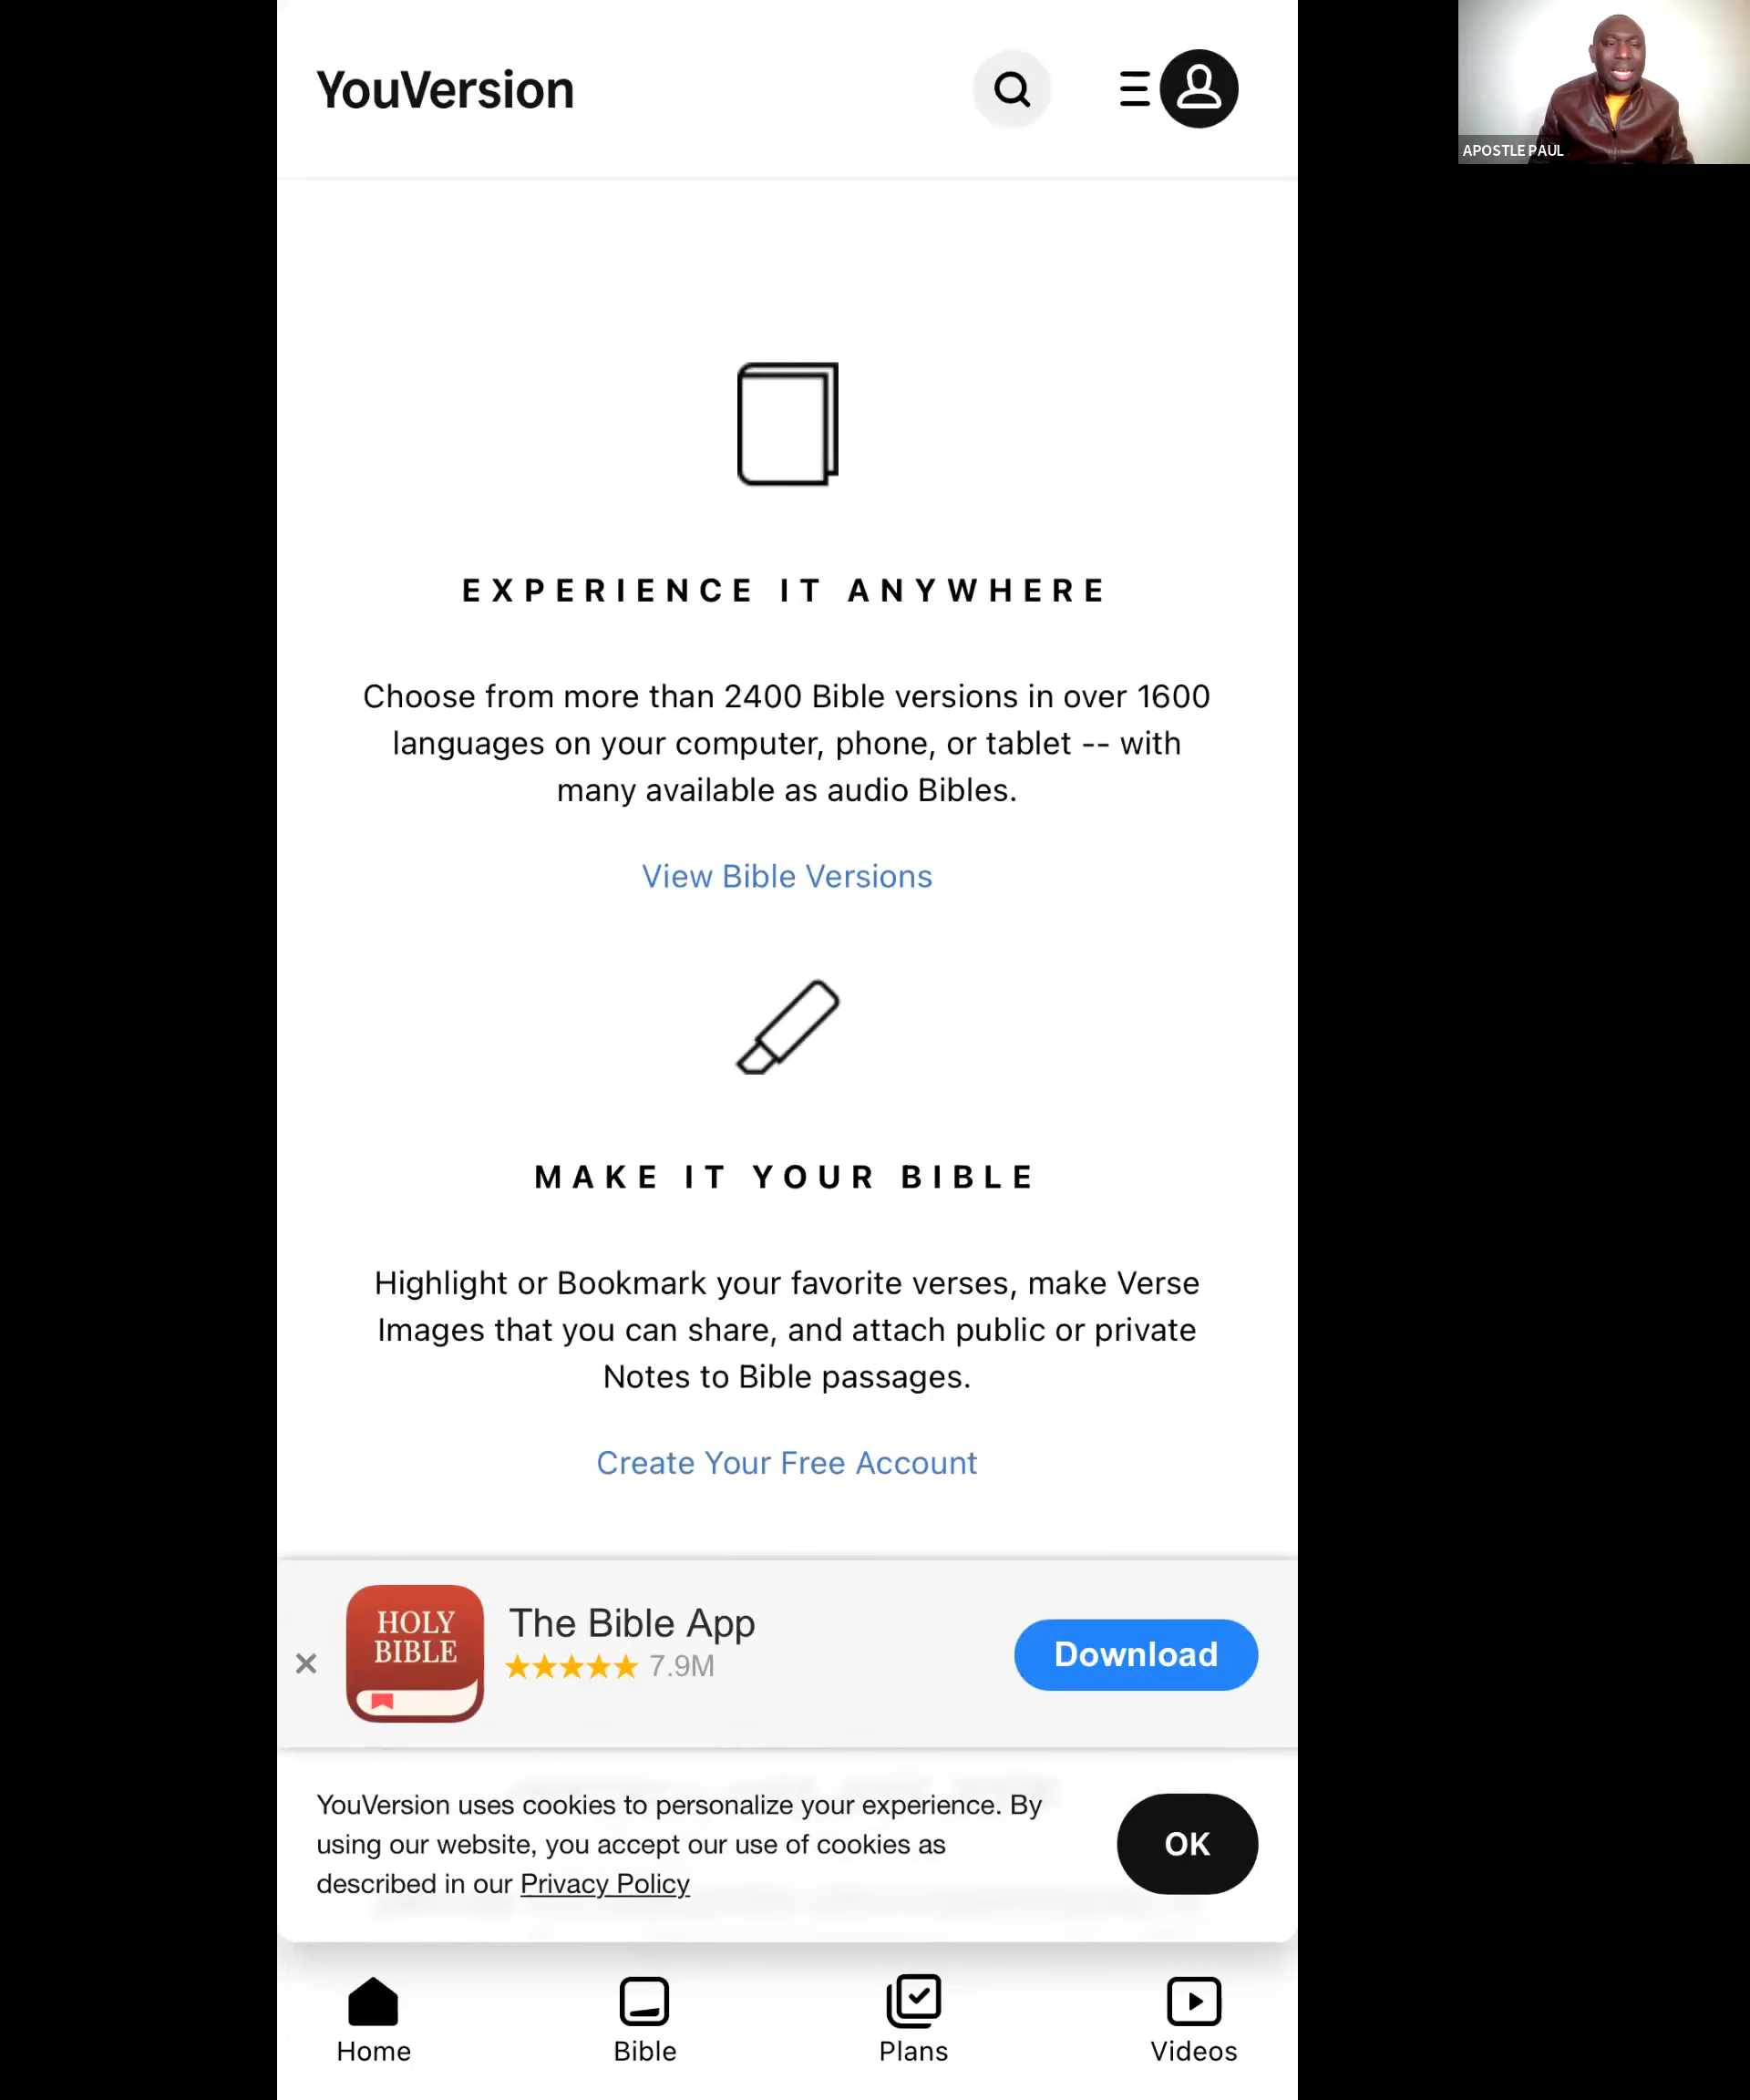 YouVersion
APOSTLE PAUL
EXPERIENCE IT ANYWHERE
Choose from more than 2400 Bible versions in over 1600
languages on your computer, phone, or tablet -- with
many available as audio Bibles.
View Bible Versions
MAKE IT YOUR BIBLE
Highlight or Bookmark your favorite verses, make Verse
Images that you can share, and attach public or private
Notes to Bible passages.
Create Your Free Account
HOLY
BIBLE
The Bible App
7.9M
Download
YouVersion uses cookies to personalize your experience. By
using our website, you accept our use of cookies as
described in our Privacy Policy
OK
Home
Bible
Plans
Videos